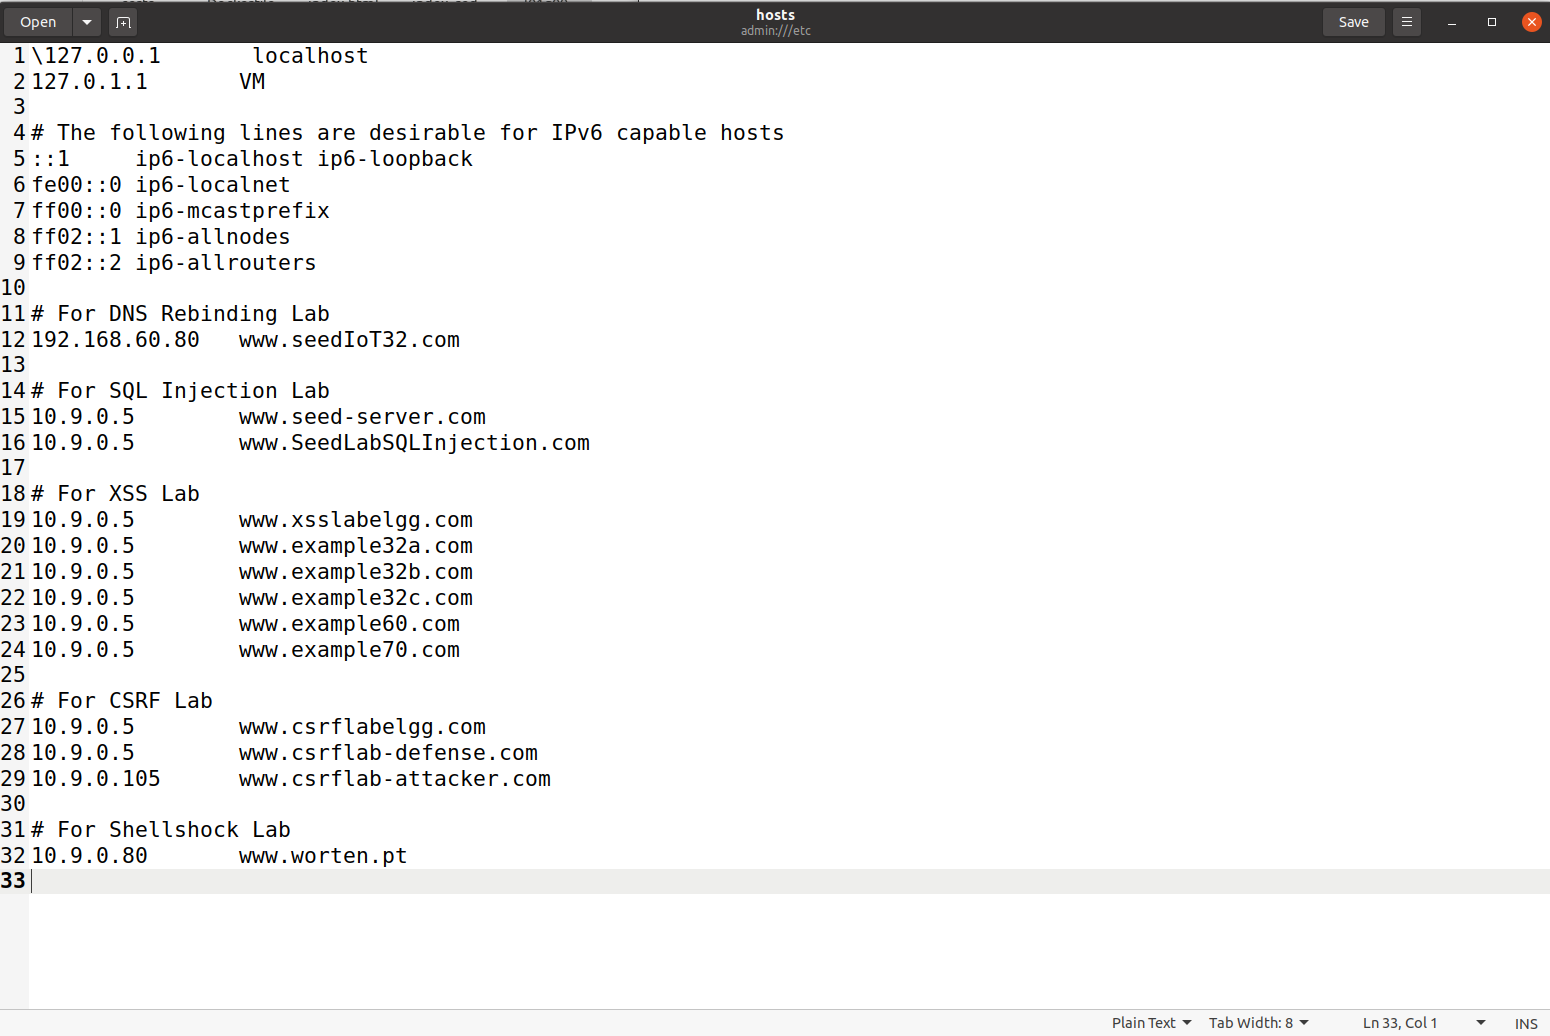 Open
hosts
admin:///etc
Save
1 \127.0.0.1 localhost
2 127.0.1.1 VM
3
4 # The following lines are desirable for IPv6 capable hosts
5 ::1 ip6-localhost ip6-loopback
6 fe00::0 ip6-localnet
7 ff00::0 ip6-mcastprefix
8 ff02::1 ip6-allnodes
9 ff02::2 ip6-allrouters
10
11 # For DNS Rebinding Lab
12 192.168.60.80 www.seedIoT32.com
13
14 # For SQL Injection Lab
15 10.9.0.5 www.seed-server.com
16 10.9.0.5 www.SeedLabSQLInjection.com
17
18 # For XSS Lab
19 10.9.0.5 www.xsslabelgg.com
20 10.9.0.5 www.example32a.com
21 10.9.0.5 www.example32b.com
22 10.9.0.5 www.example32c.com
23 10.9.0.5 www.example60.com
24 10.9.0.5 www.example70.com
25
26 # For CSRF Lab
27 10.9.0.5 www.csrflabelgg.com
28 10.9.0.5 www.csrflab-defense.com
29 10.9.0.105 www.csrflab-attacker.com
30
31 # For Shellshock Lab
32 10.9.0.80 www.worten.pt
33
Plain Text Tab Width: 8 Ln 33, Col 1 INS